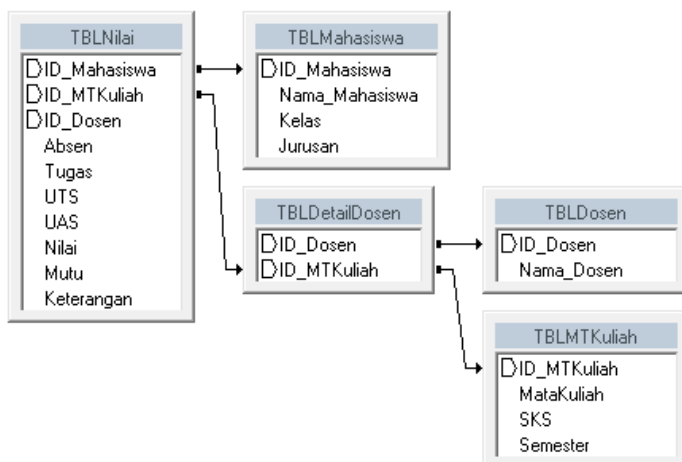 TBLNilai
ID_Mahasiswa
ID_MTKuliah
ID_Dosen
Absen
Tugas
UTS
UAS
Nilai
Mutu
Keterangan
TBLMahasiswa
ID_Mahasiswa
Nama_Mahasiswa
Kelas
Jurusan
TBLDetailDosen
ID_Dosen
ID_MTKuliah
TBLDosen
ID_Dosen
Nama_Dosen
TBLMTKuliah
ID_MTKuliah
MataKuliah
SKS
Semester